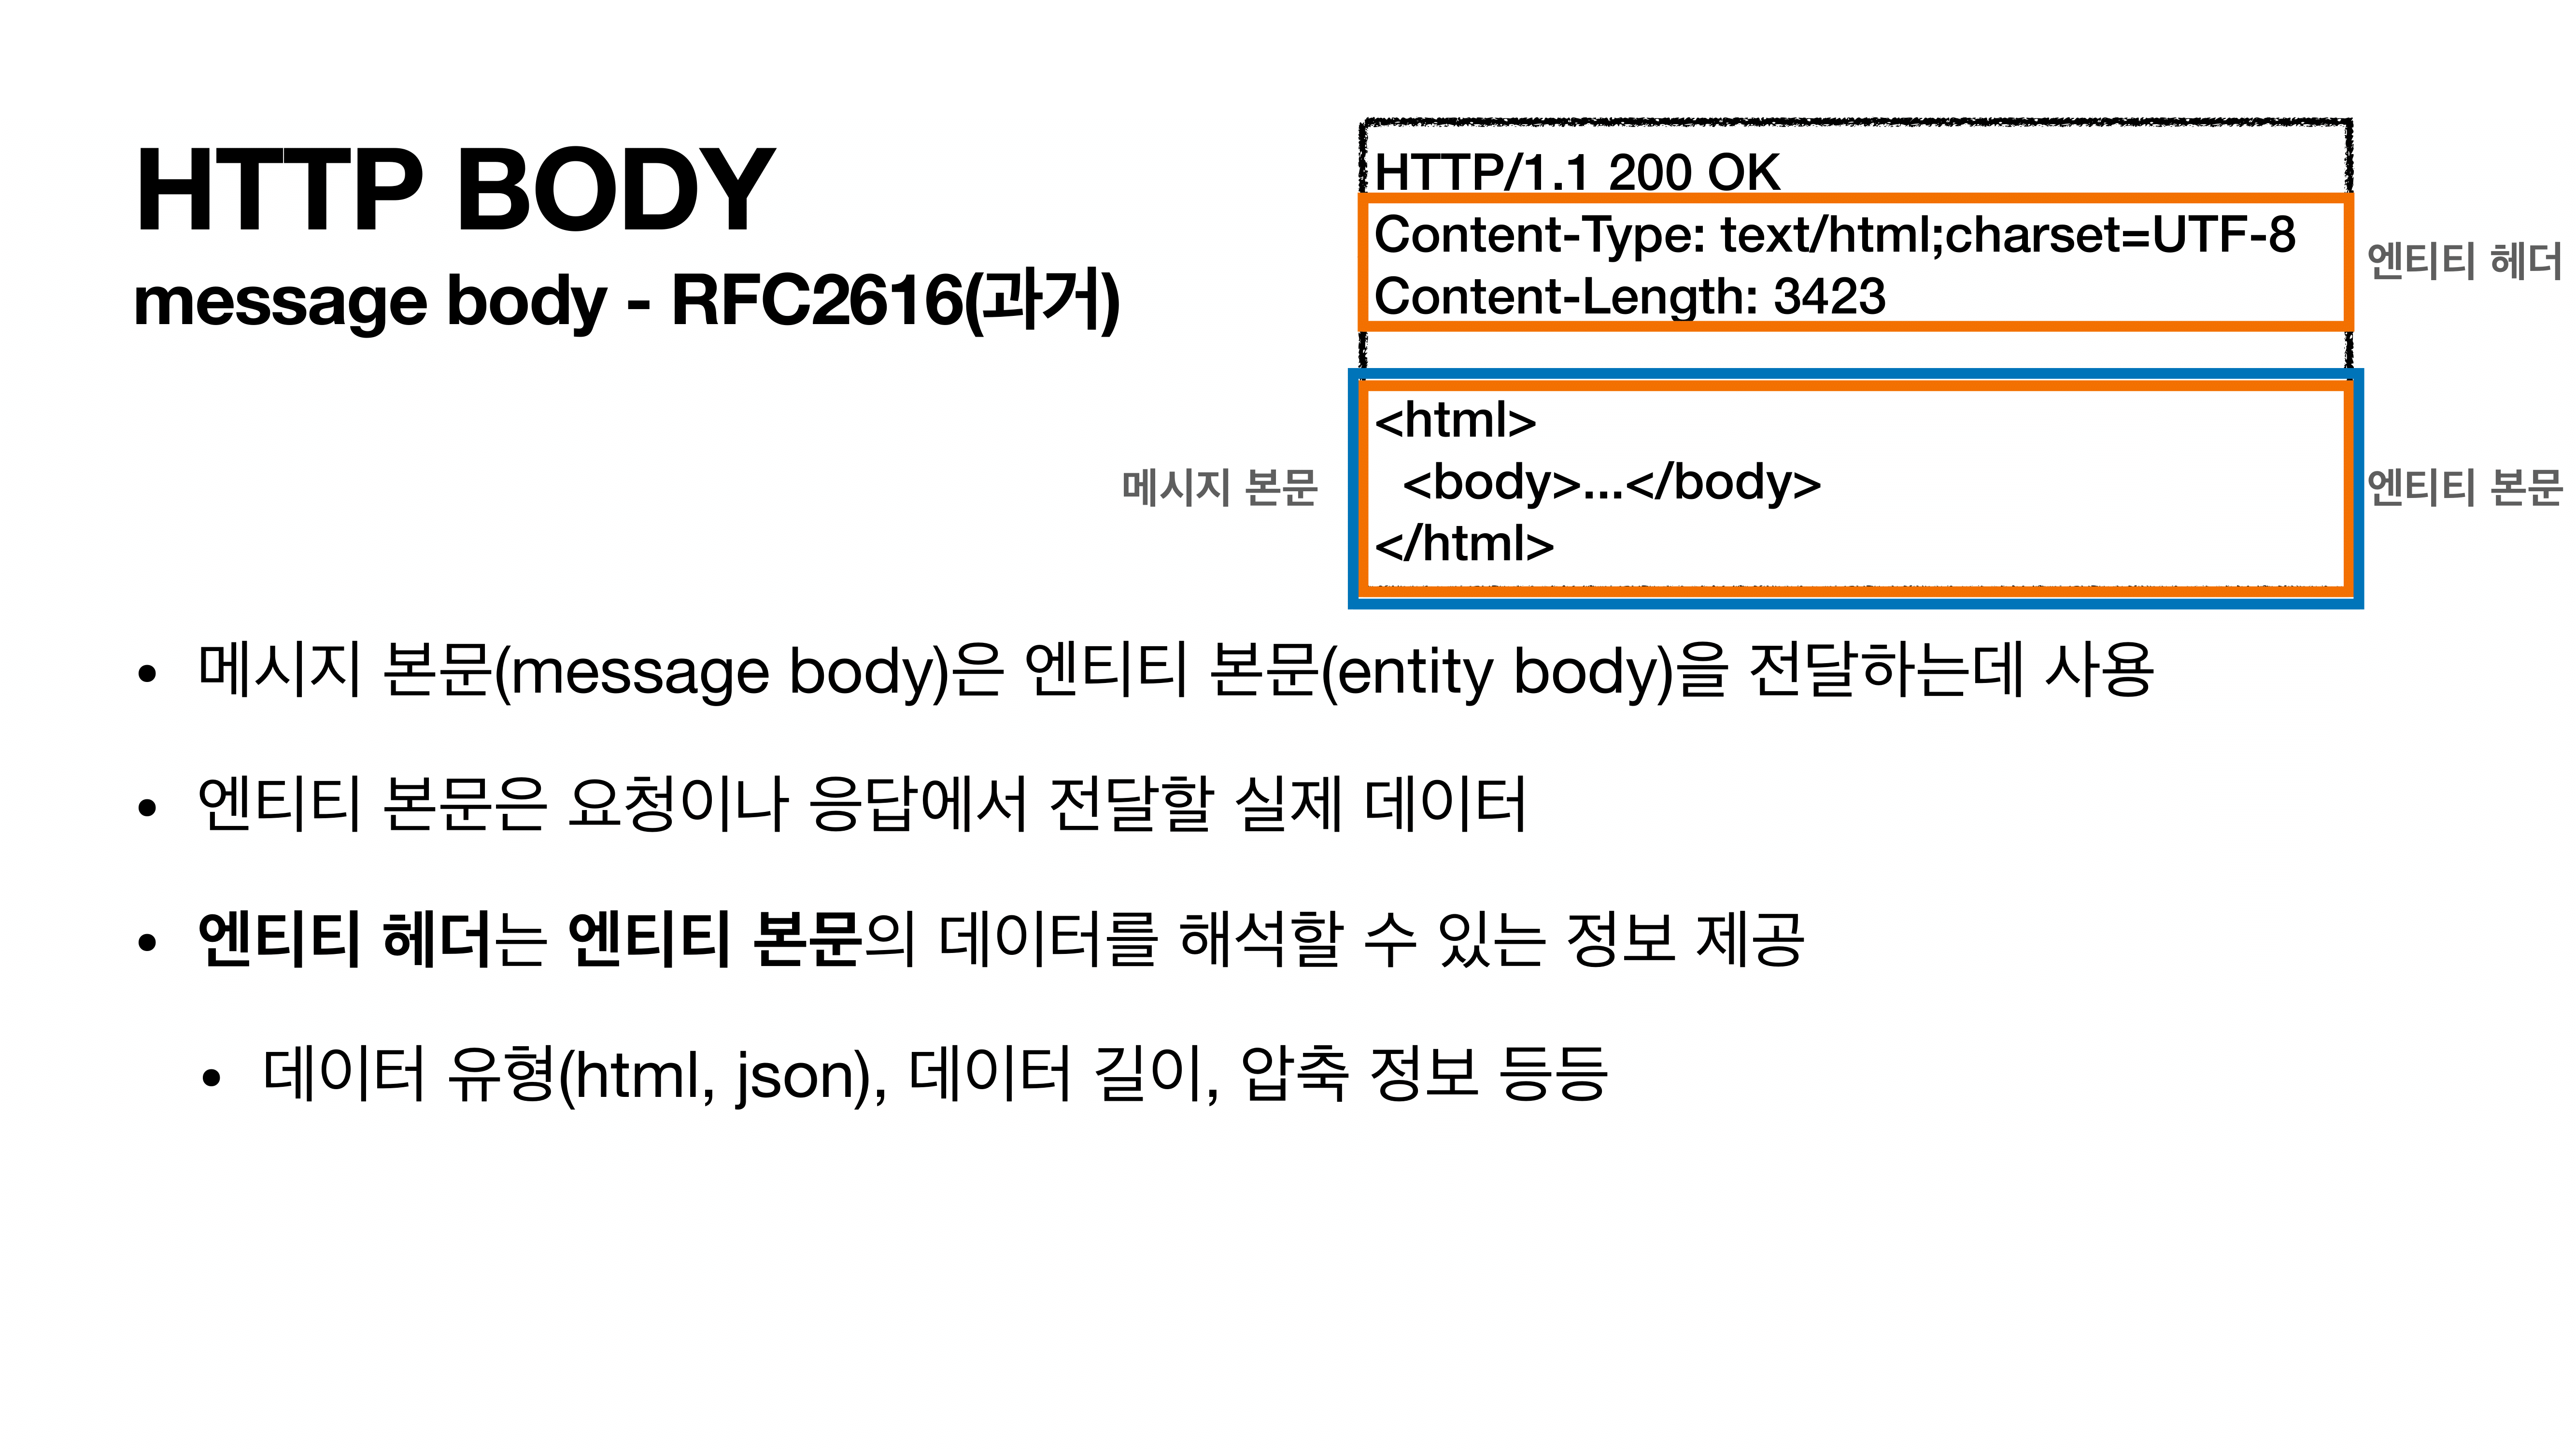 HTTP BODY
message body - RFC2616(과거)
HTTP/1.1 200 OK
Content-Type: text/html;charset=UTF-8
Content-Length: 3423
엔티티 헤더
<html>
<body>...</body>
</html>
메시지 본문
엔티티 본문
• 메시지 본문(message body)은 엔티티 본문(entity body)을 전달하는데 사용
• 엔티티 본문은 요청이나 응답에서 전달할 실제 데이터
• 엔티티 헤더는 엔티티 본문의 데이터를 해석할 수 있는 정보 제공
• 데이터 유형(html, json), 데이터 길이, 압축 정보 등등